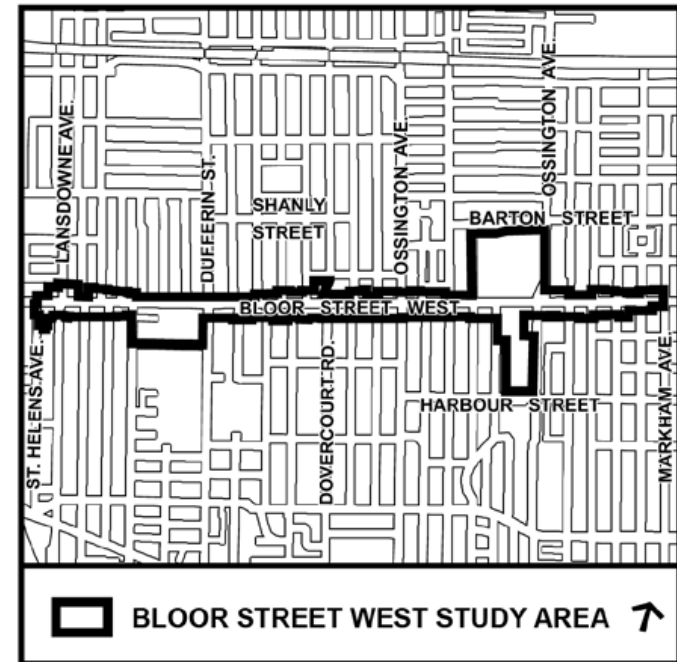 LANSDOWNE AVE.
DUFFERIN ST.
SHANLY
STREET
OSSINGTON AVE.
OSSINGTON AVE.
BARTON STREET
BLOOR STREET WEST
ST. HELENS AVE.
DOVERCOURT RD.
HARBOUR STREET
MARKHAM AVE.
BLOOR STREET WEST STUDY AREA